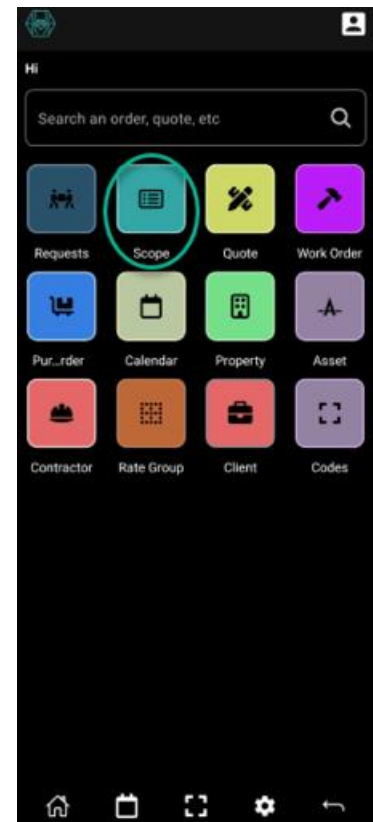 Hi
Search an order, quote, etc
Requests
Scope
Quote
Work Order
Pur...rder
Calendar
Property
Asset
Contractor
Rate Group
Client
Codes